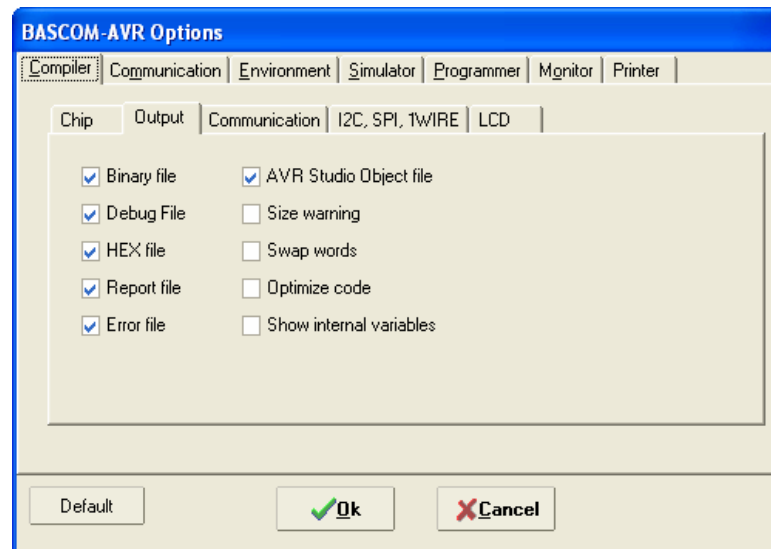 BASCOM-AVR Options
Compiler Communication Environment Simulator Programmer Monitor Printer
Chip Output Communication I2C, SPI, 1WIRE LCD
Binary file AVR Studio Object file
Debug File Size warning
HEX file Swap words
Report file Optimize code
Error file Show internal variables
Default Ok Cancel